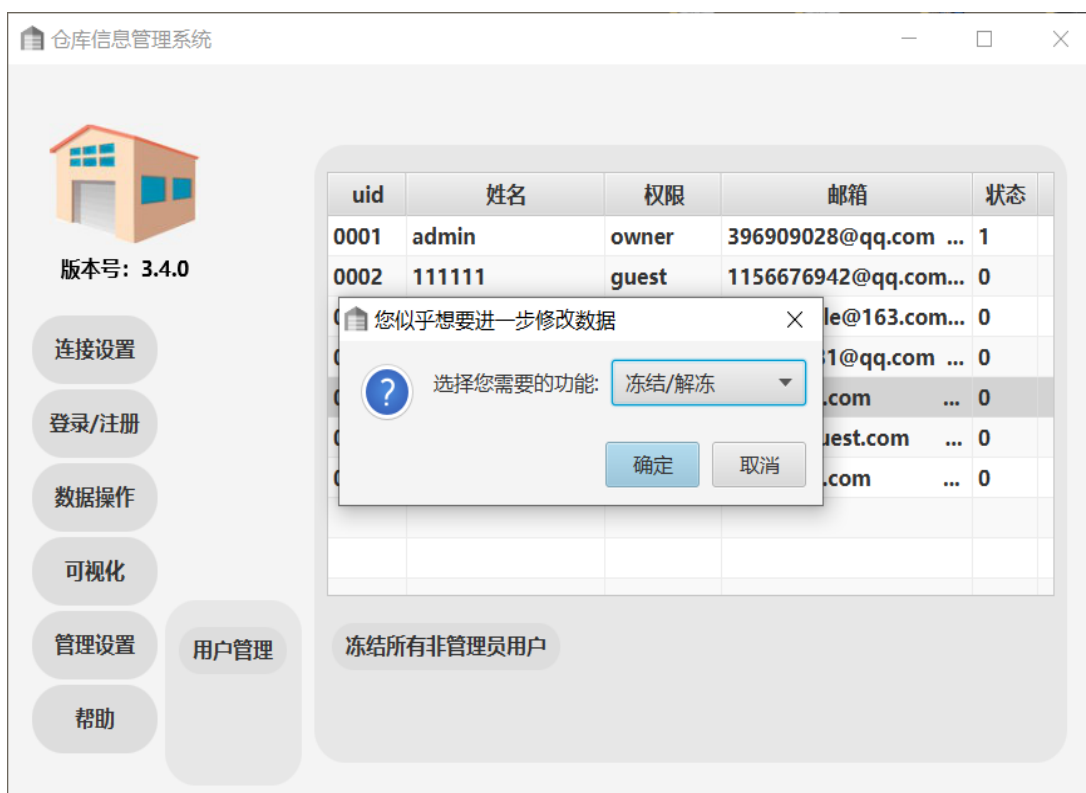 仓库信息管理系统
版本号：3.4.0
连接设置
登录/注册
数据操作
可视化
管理设置
帮助
用户管理
uid 姓名 权限 邮箱 状态
0001 admin owner 396909028@qq.com ... 1
0002 111111 guest 1156676942@qq.com... 0
le@163.com... 0
1@qq.com ... 0
.com ... 0
uest.com ... 0
.com ... 0
您似乎想要进一步修改数据
选择您需要的功能: 冻结/解冻
确定 取消
冻结所有非管理员用户